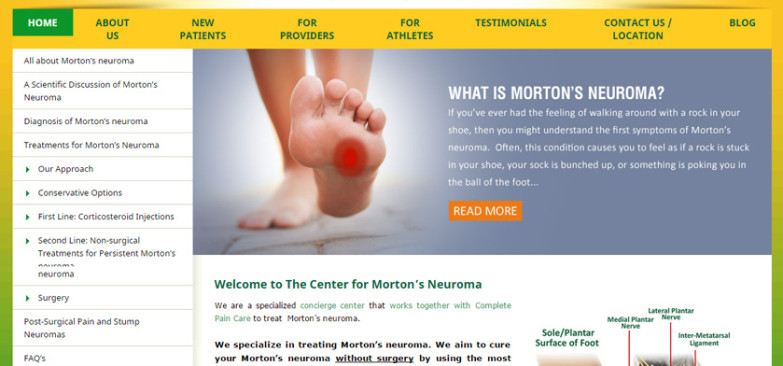 HOME
ABOUT
US
NEW
PATIENTS
FOR
PROVIDERS
FOR
ATHLETES
TESTIMONIALS
CONTACT US /
LOCATION
BLOG
All about Morton's neuroma
A Scientific Discussion of Morton's
Neuroma
Diagnosis of Morton's neuroma
Treatments for Morton's Neuroma
Our Approach
Conservative Options
First Line: Corticosteroid Injections
Second Line: Non-surgical
Treatments for Persistent Morton's
neuroma
neuroma
Surgery
Post-Surgical Pain and Stump
Neuromas
FAQ's
WHAT IS MORTON'S NEUROMA?
If you've ever had the feeling of walking around with a rock in your
shoe, then you might understand the first symptoms of Morton's
neuroma. Often, this condition causes you to feel as if a rock is stuck
in your shoe, your sock is bunched up, or something is poking you in
the ball of the foot...
READ MORE
Welcome to The Center for Morton's Neuroma
We are a specialized concierge center that works together with Complete
Pain Care to treat Morton's neuroma.
We specialize in treating Morton's neuroma. We aim to cure
your Morton's neuroma without surgery by using the most
Sole/Plantar
Surface of Foot
Medial Plantar
Nerve
Lateral Plantar
Nerve
Inter-Metatarsal
Ligament